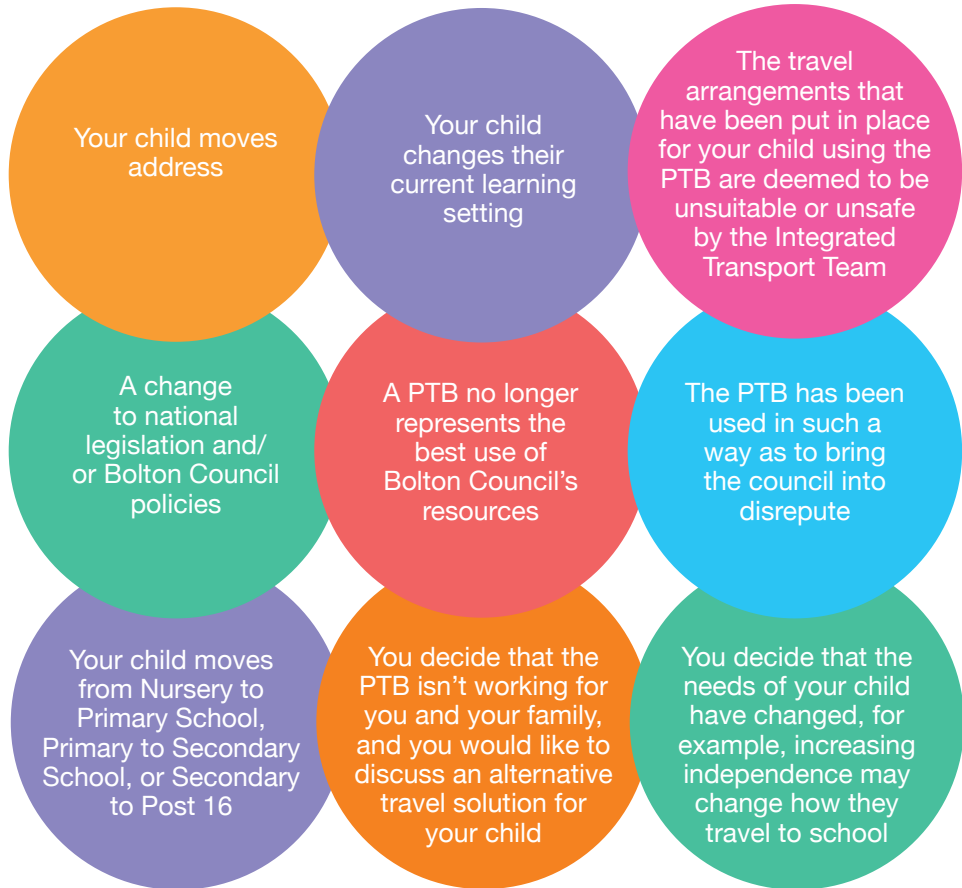 Your child moves
address
Your child
changes their
current learning
setting
The travel
arrangements that
have been put in place
for your child using the
PTB are deemed to be
unsuitable or unsafe
by the Integrated
Transport Team
A change
to national
legislation and/
or Bolton Council
policies
A PTB no longer
represents the
best use of
Bolton Council’s
resources
The PTB has been
used in such a
way as to bring
the council into
disrepute
Your child moves
from Nursery to
Primary School,
Primary to Secondary
School, or Secondary
to Post 16
You decide that the
PTB isn’t working for
you and your family,
and you would like to
discuss an alternative
travel solution for
your child
You decide that the
needs of your child
have changed, for
example, increasing
independence may
change how they
travel to school